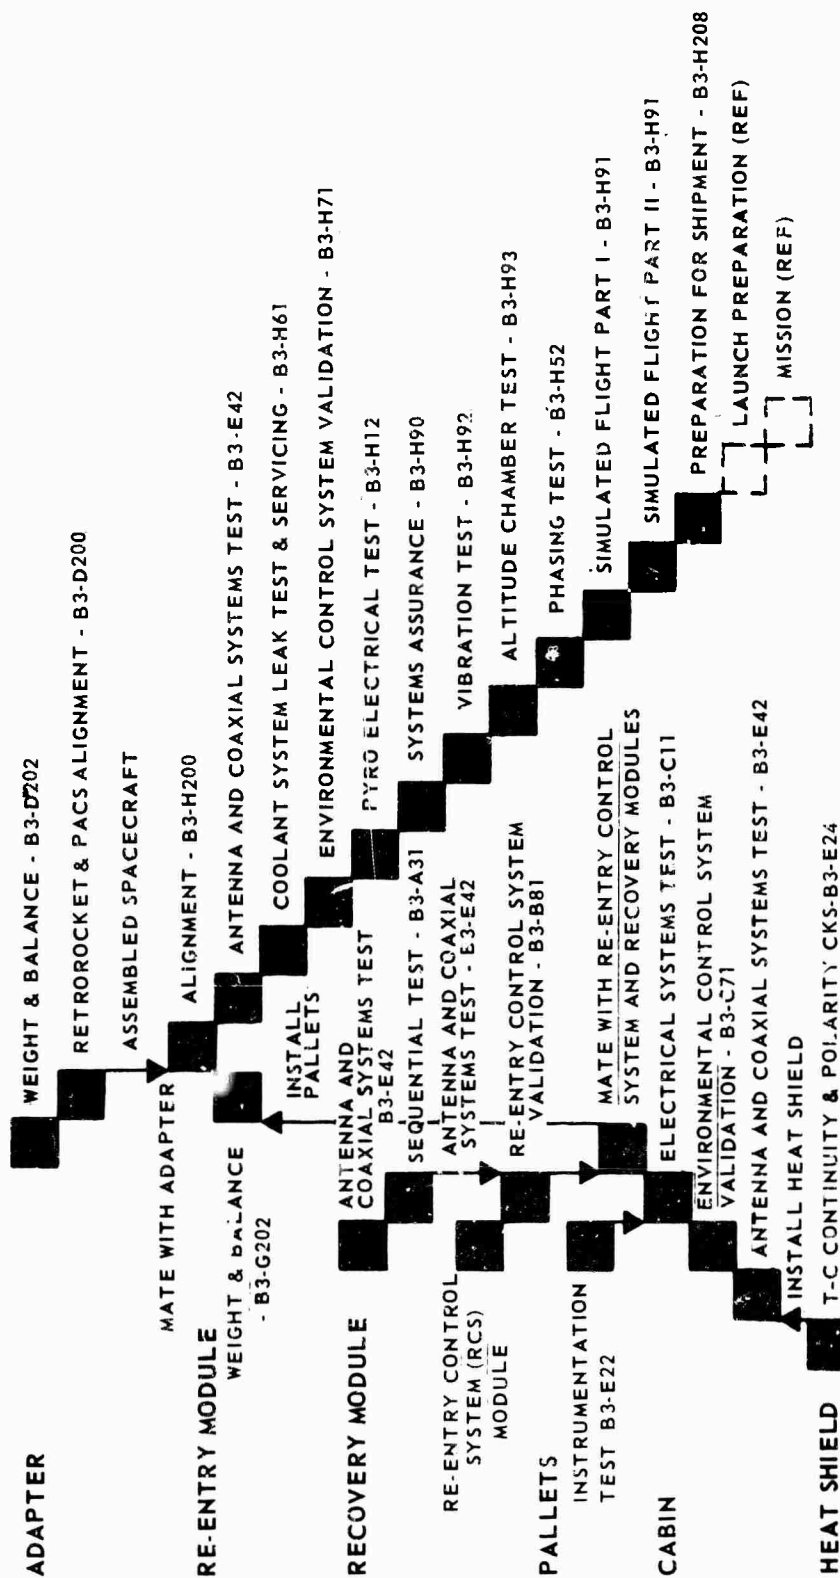 ADAPTER
WEIGHT & BALANCE - B3-D202
RETROROCKET & PACS ALIGNMENT - B3-D200
ASSEMBLED SPACECRAFT
MATE WITH ADAPTER
ALIGNMENT - B3-H200
RE-ENTRY MODULE
WEIGHT & BALANCE
- B3-G202
ANTENNA AND COAXIAL SYSTEMS TEST - B3-E42
COOLANT SYSTEM LEAK TEST & SERVICING - B3-H61
INSTALL
PALLETS
ENVIRONMENTAL CONTROL SYSTEM VALIDATION - B3-H71
RECOVERY MODULE
ANTENNA AND
COAXIAL SYSTEMS TEST
B3-E42
PYRO ELECTRICAL TEST - B3-H12
SEQUENTIAL TEST - B3-A31
SYSTEMS ASSURANCE - B3-H90
RE-ENTRY CONTROL
SYSTEM (RCS)
MODULE
ANTENNA AND COAXIAL
SYSTEMS TEST - E3-E42
VIBRATION TEST - B3-H92
RE-ENTRY CONTROL SYSTEM
VALIDATION - B3-B81
ALTITUDE CHAMBER TEST - B3-H93
PALLETS
INSTRUMENTATION
TEST B3-E22
PHASING TEST - B3-H52
MATE WITH RE-ENTRY CONTROL
SYSTEM AND RECOVERY MODULES
SIMULATED FLIGHT PART I - B3-H91
CABIN
ELECTRICAL SYSTEMS TEST - B3-C11
SIMULATED FLIGHT PART II - B3-H91
ENVIRONMENTAL CONTROL SYSTEM
VALIDATION - B3-C71
PREPARATION FOR SHIPMENT - B3-H208
ANTENNA AND COAXIAL SYSTEMS TEST - B3-E42
LAUNCH PREPARATION (REF)
INSTALL HEAT SHIELD
MISSION (REF)
HEAT SHIELD
T-C CONTINUITY & POLARITY CKS-B3-E24